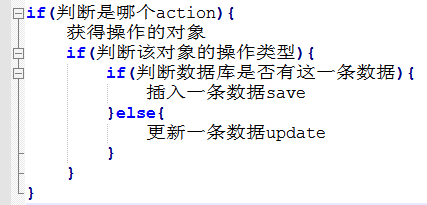 if(判断是哪个action){
获得操作的对象
if(判断该对象的操作类型){
if(判断数据库是否有这一条数据){
插入一条数据save
}else{
更新一条数据update
}
}
}